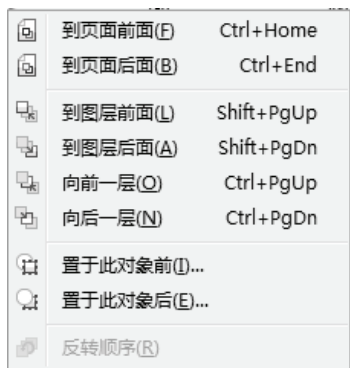 到页面前面(F) Ctrl+Home
到页面后面(B) Ctrl+End
到图层前面(L) Shift+PgUp
到图层后面(A) Shift+PgDn
向前一层(O) Ctrl+PgUp
向后一层(N) Ctrl+PgDn
置于此对象前(I)...
置于此对象后(E)...
反转顺序(R)